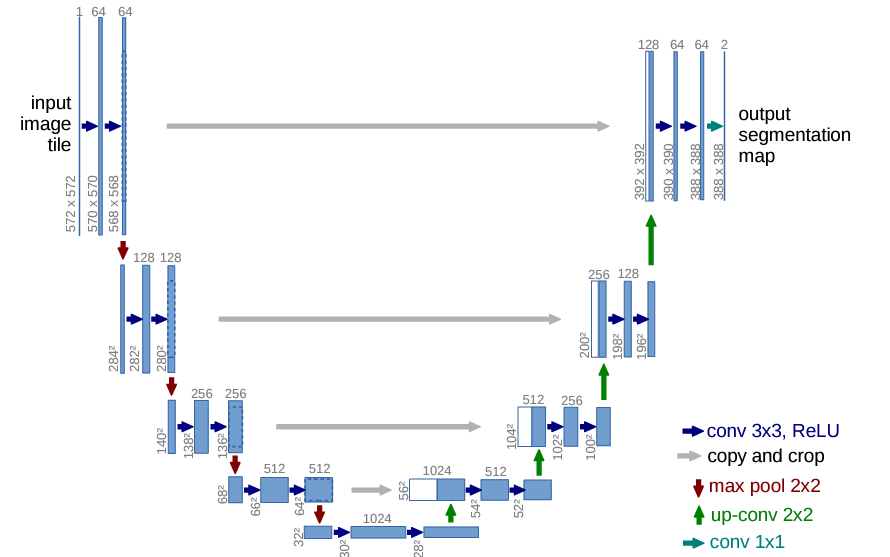 1 64 64
input
image
tile
572 x 572
570 x 570
568 x 568
128 64 64 2
392 x 392
390 x 390
388 x 388
388 x 388
output
segmentation
map
128 128
284²
282²
280²
256 128
200²
198²
196²
256 256
140²
138²
136²
512 256
104²
102²
100²
512 512
68²
66²
64²
1024 512
56²
54²
52²
1024
32²
30²
28²
conv 3x3, ReLU
copy and crop
max pool 2x2
up-conv 2x2
conv 1x1